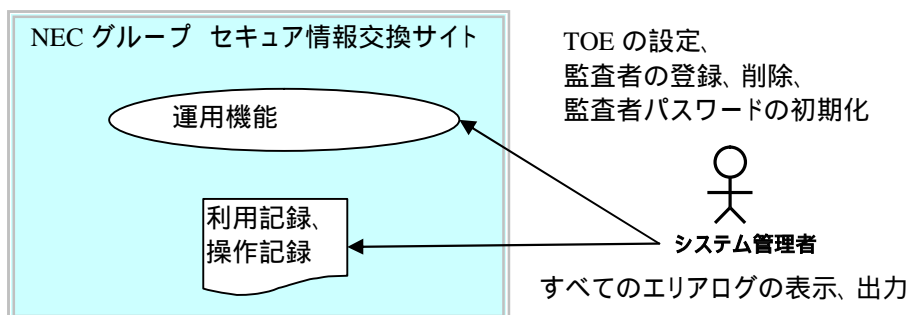 NEC グループ セキュア情報交換サイト
運用機能
利用記録、
操作記録
TOE の設定、
監査者の登録、削除、
監査者パスワードの初期化
システム管理者
すべてのエリアログの表示、出力